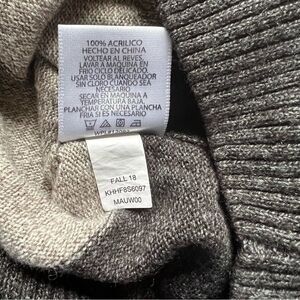 100% ACRILICO
HECHO EN CHINA
VOLTEAR AL REVES,
LAVAR A MAQUINA EN
FRIO CICLO DELICADO.
USAR SOLO BLANQUEADOR
SIN CLORO CUANDO SEA
NECESARIO
SECAR EN MAQUINA A
TEMPERATURA BAJA.
PLANCHAR CON UNA PLANCHA
FRIA SI ES NECESARIO
FALL 18
KHHF8S6097
MAUW00